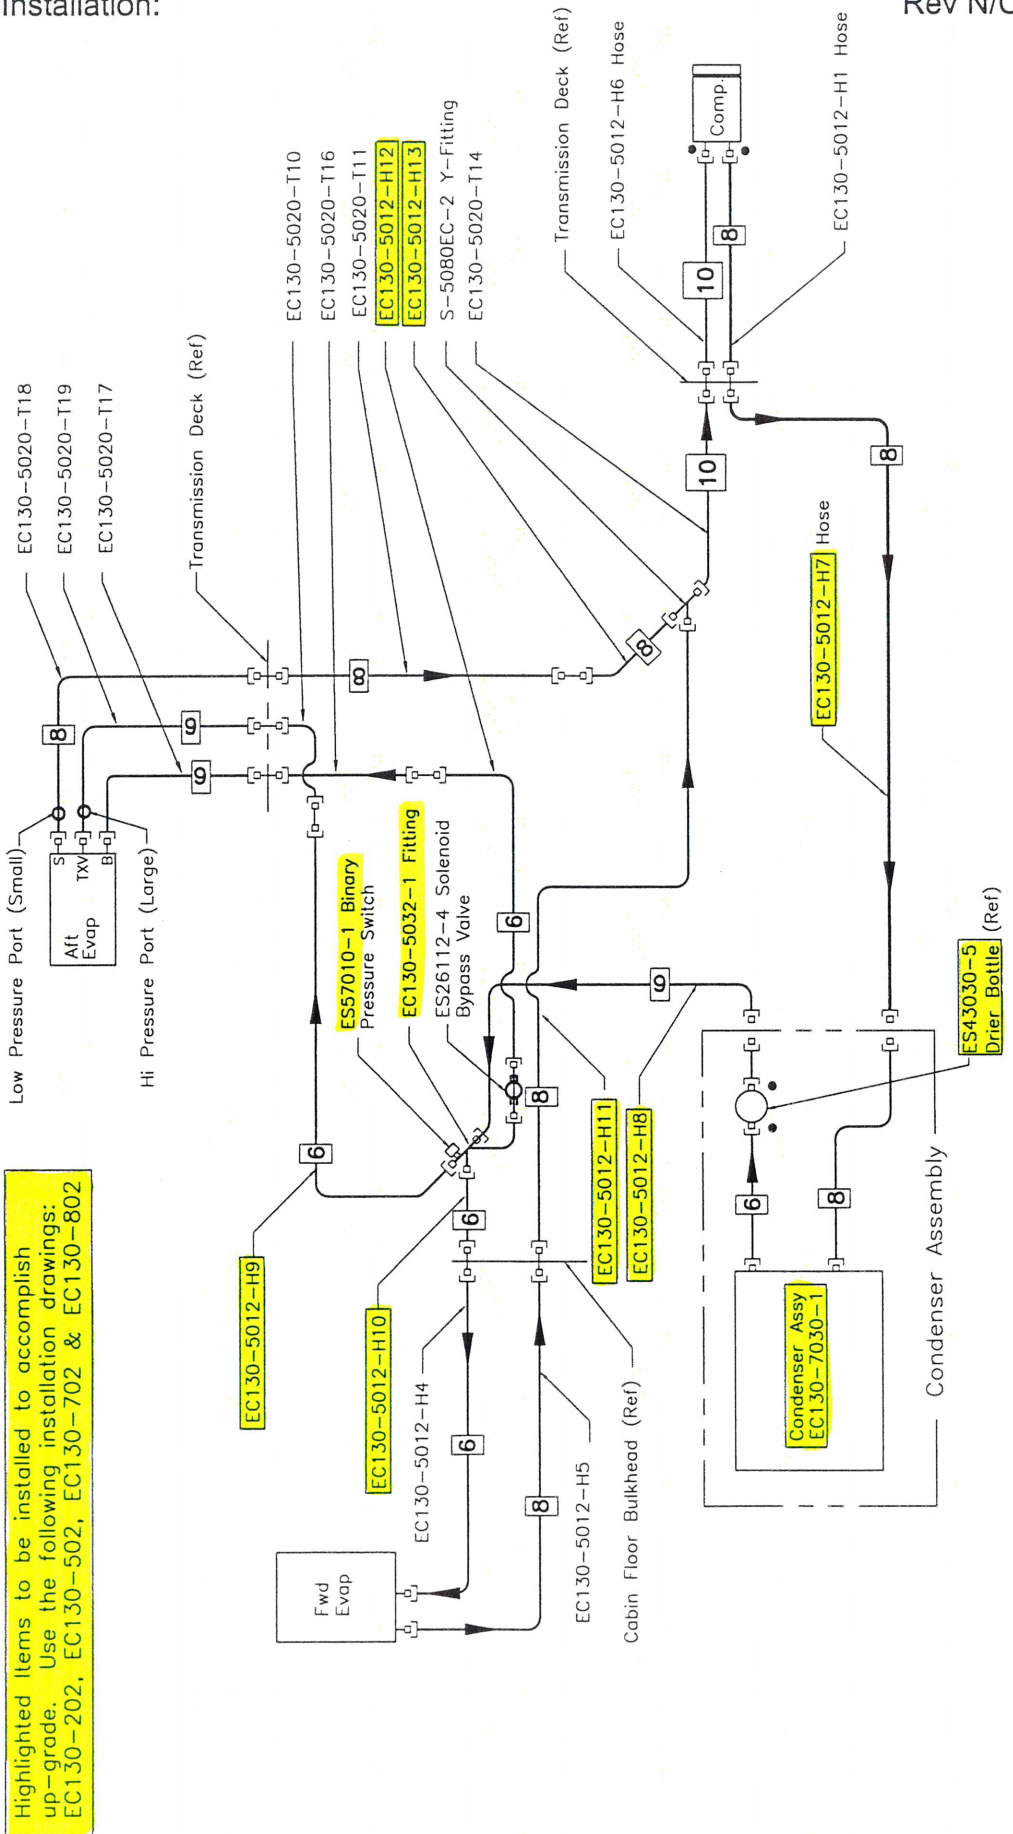 Installation:
Rev N/C
Highlighted Items to be installed to accomplish
up-grade. Use the following installation drawings:
EC130-202, EC130-502, EC130-702 & EC130-802
Low Pressure Port (Small)
Hi Pressure Port (Large)
Aft
Evap
S
TXV
B
EC130-5020-T18
EC130-5020-T19
EC130-5020-T17
Transmission Deck (Ref)
EC130-5020-T10
EC130-5020-T16
EC130-5020-T11
EC130-5012-H12
EC130-5012-H13
S-5080EC-2 Y-Fitting
EC130-5020-T14
Transmission Deck (Ref)
EC130-5012-H6 Hose
EC130-5012-H1 Hose
Comp.
8
6
6
8
8
10
10
8
8
EC130-5012-H7 Hose
ES57010-1 Binary
Pressure Switch
EC130-5032-1 Fitting
ES26112-4 Solenoid
Bypass Valve
6
6
8
6
6
EC130-5012-H9
EC130-5012-H10
EC130-5012-H11
EC130-5012-H8
EC130-5012-H4
6
8
EC130-5012-H5
Cabin Floor Bulkhead (Ref)
Fwd
Evap
ES43030-5
Drier Bottle (Ref)
6
8
Condenser Assy
EC130-7030-1
Condenser Assembly